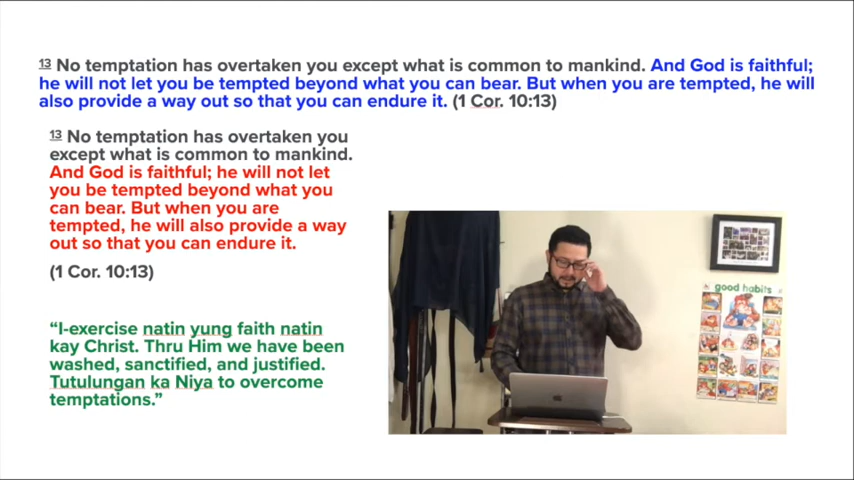 13 No temptation has overtaken you except what is common to mankind. And God is faithful;
he will not let you be tempted beyond what you can bear. But when you are tempted, he will
also provide a way out so that you can endure it. (1 Cor. 10:13)
13 No temptation has overtaken you
except what is common to mankind.
And God is faithful; he will not let
you be tempted beyond what you
can bear. But when you are
tempted, he will also provide a way
out so that you can endure it.
(1 Cor. 10:13)
“I-exercise natin yung faith natin
kay Christ. Thru Him we have been
washed, sanctified, and justified.
Tutulungan ka Niya to overcome
temptations.”
good habits